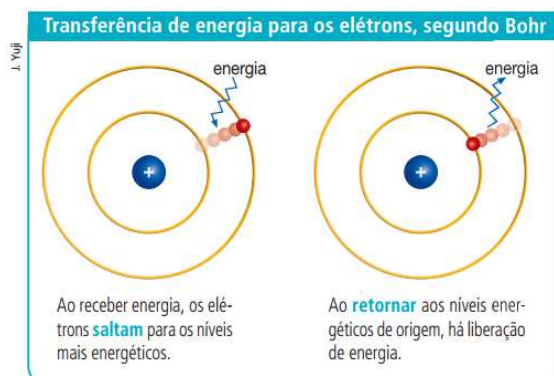 Transferência de energia para os elétrons, segundo Bohr
J. Yuji
energia
energia
+
+
Ao receber energia, os elé-
trons saltam para os níveis
mais energéticos.
Ao retornar aos níveis ener-
géticos de origem, há liberação
de energia.